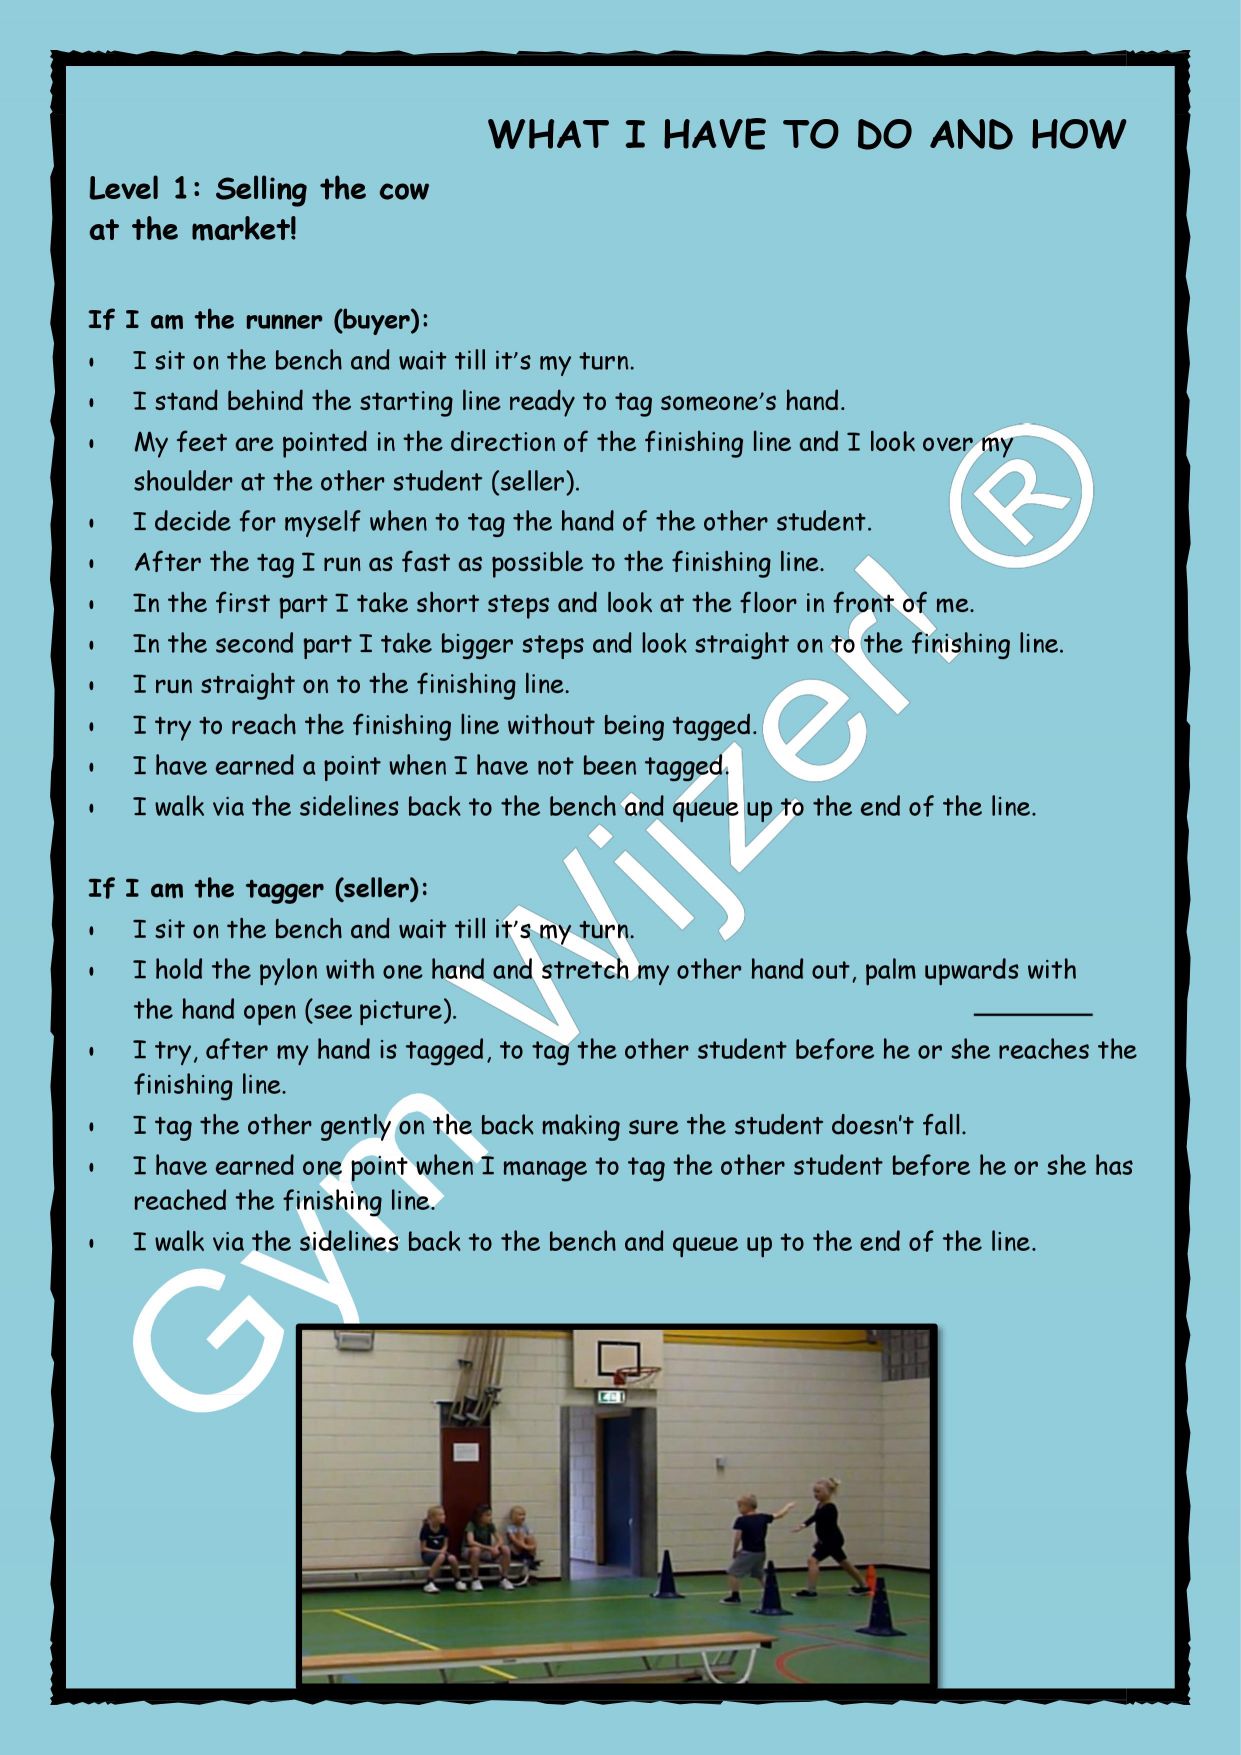 WHAT I HAVE TO DO AND HOW
Level 1: Selling the cow
at the market!
If I am the runner (buyer):
• I sit on the bench and wait till it’s my turn.
• I stand behind the starting line ready to tag someone’s hand.
• My feet are pointed in the direction of the finishing line and I look over my
shoulder at the other student (seller).
• I decide for myself when to tag the hand of the other student.
• After the tag I run as fast as possible to the finishing line.
• In the first part I take short steps and look at the floor in front of me.
• In the second part I take bigger steps and look straight on to the finishing line.
• I run straight on to the finishing line.
• I try to reach the finishing line without being tagged.
• I have earned a point when I have not been tagged.
• I walk via the sidelines back to the bench and queue up to the end of the line.
If I am the tagger (seller):
• I sit on the bench and wait till it’s my turn.
• I hold the pylon with one hand and stretch my other hand out, palm upwards with
the hand open (see picture).
• I try, after my hand is tagged, to tag the other student before he or she reaches the
finishing line.
• I tag the other gently on the back making sure the student doesn't fall.
• I have earned one point when I manage to tag the other student before he or she has
reached the finishing line.
• I walk via the sidelines back to the bench and queue up to the end of the line.
Gym Wijzer! ®